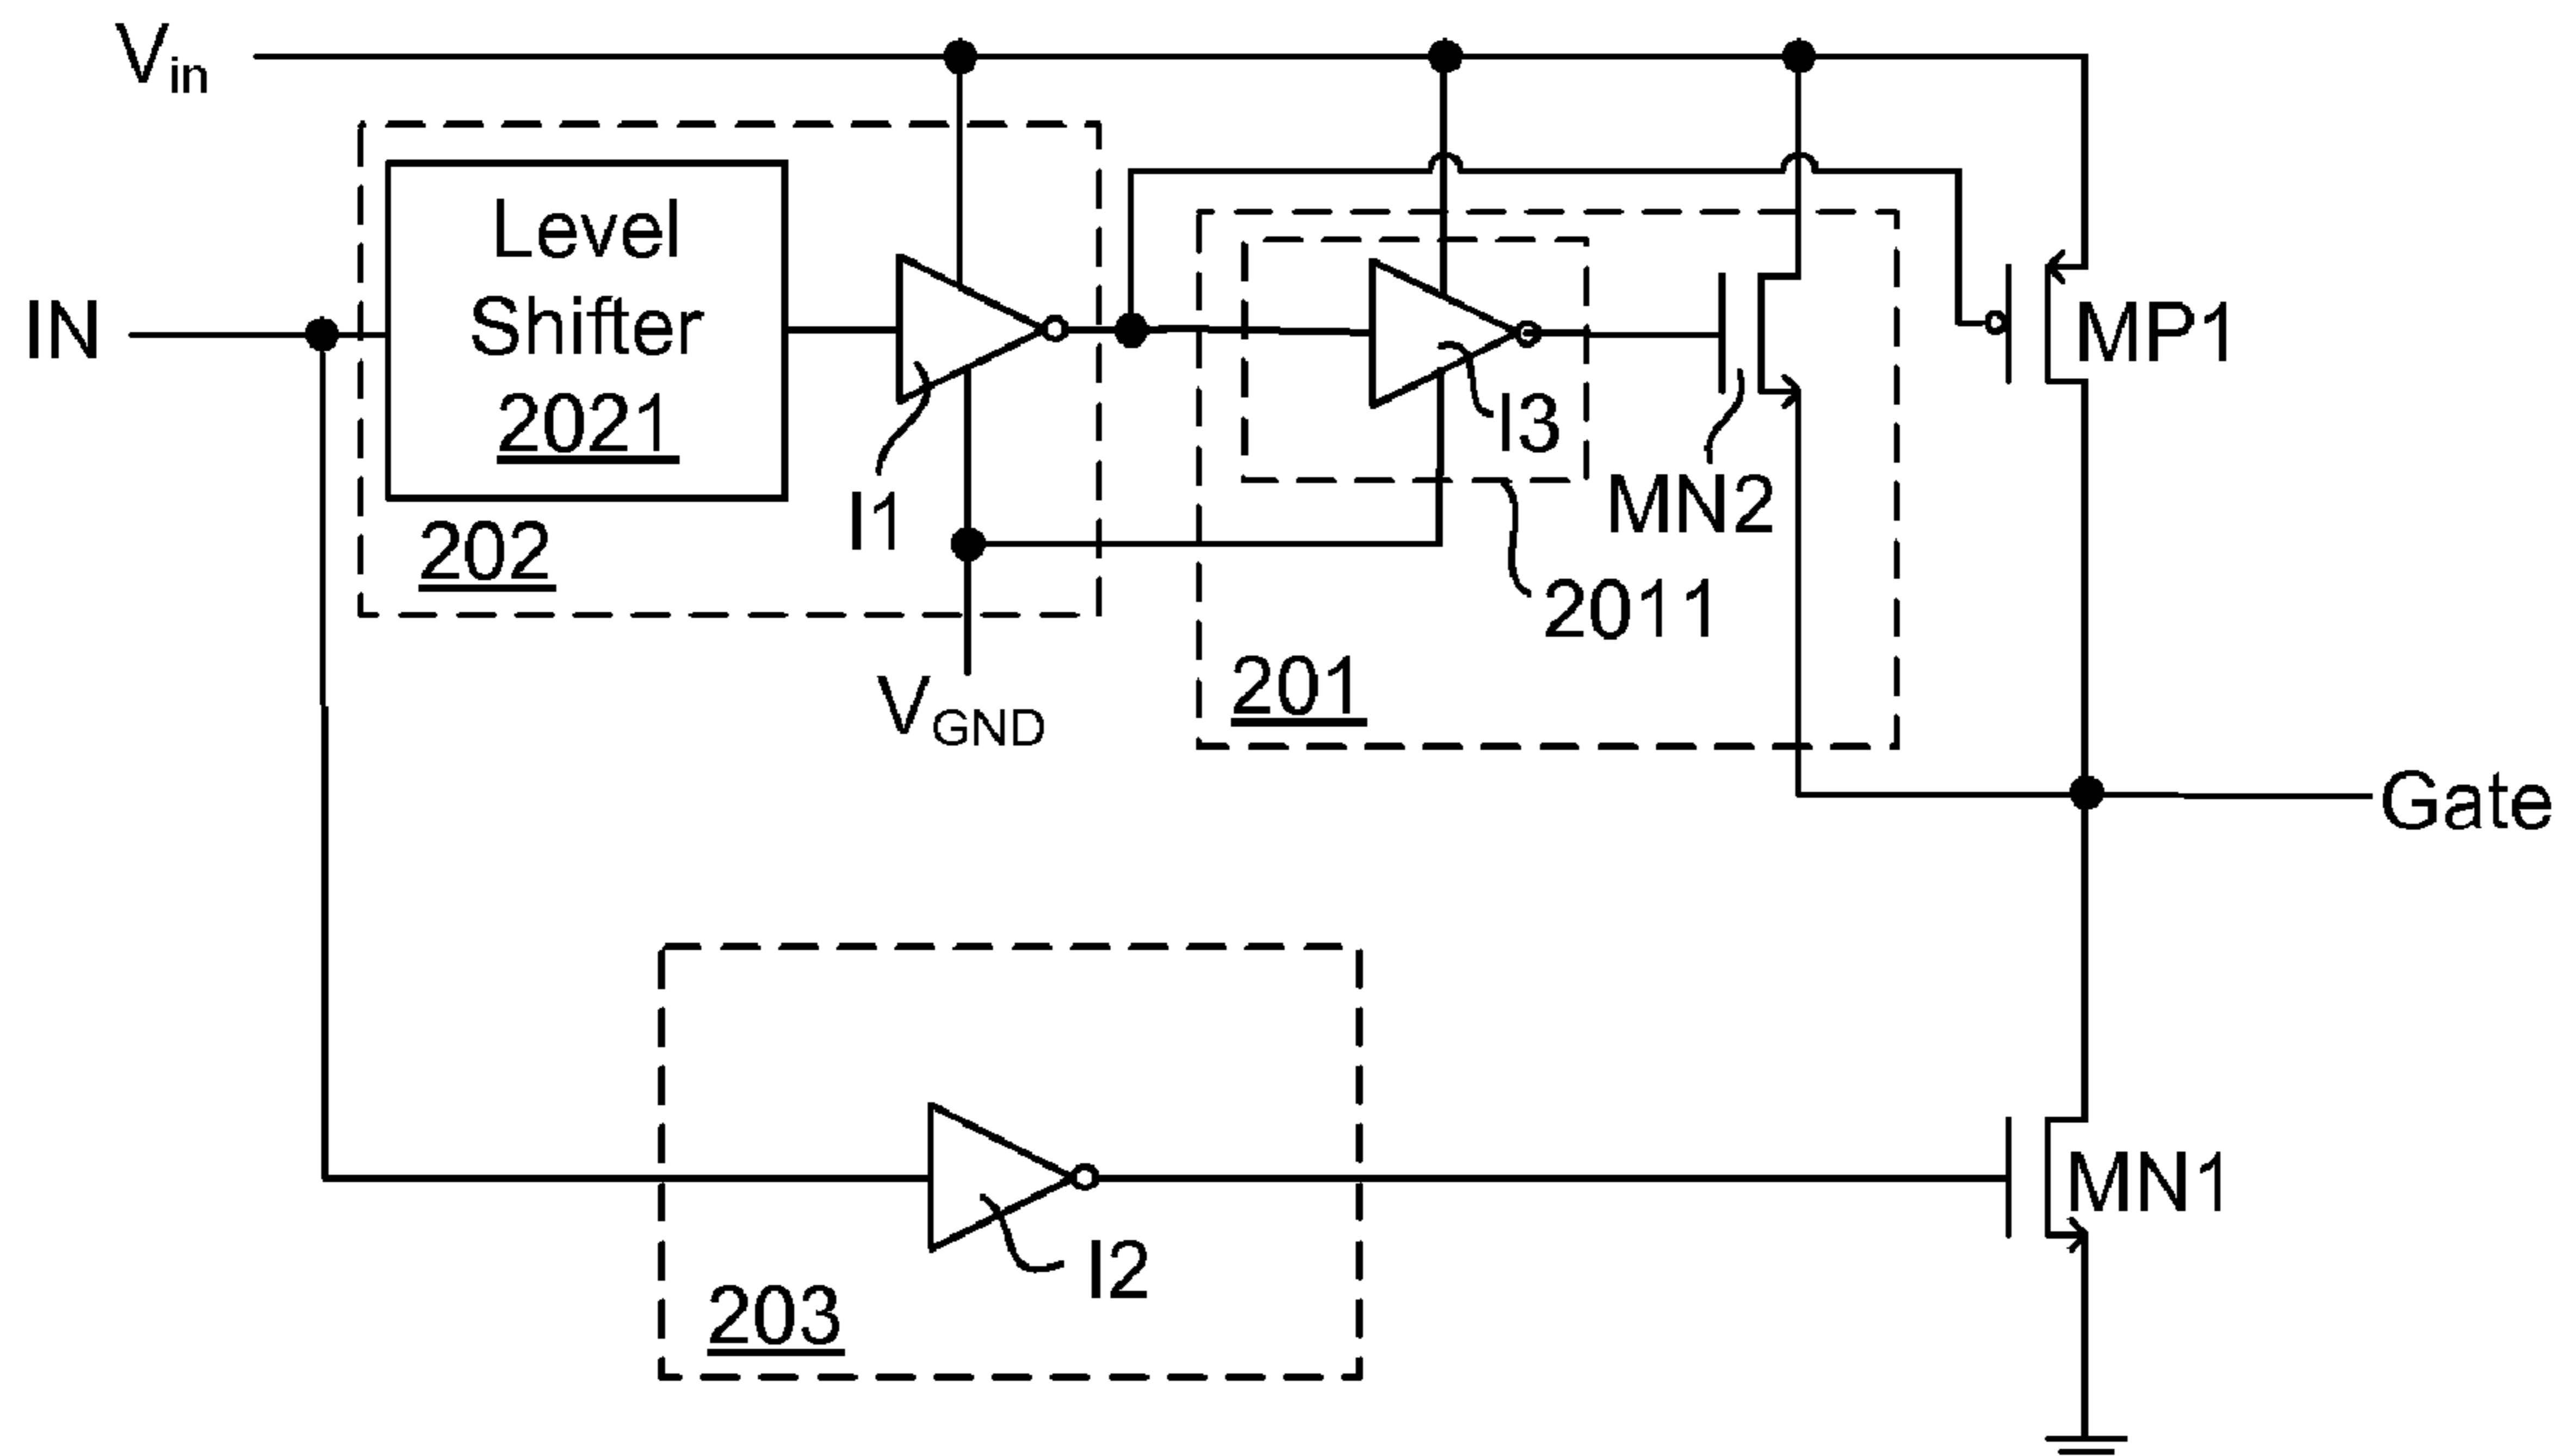 Vin
Level
Shifter
2021
IN
MP1
I3
I1
MN2
202
2011
201
VGND
Gate
MN1
I2
203